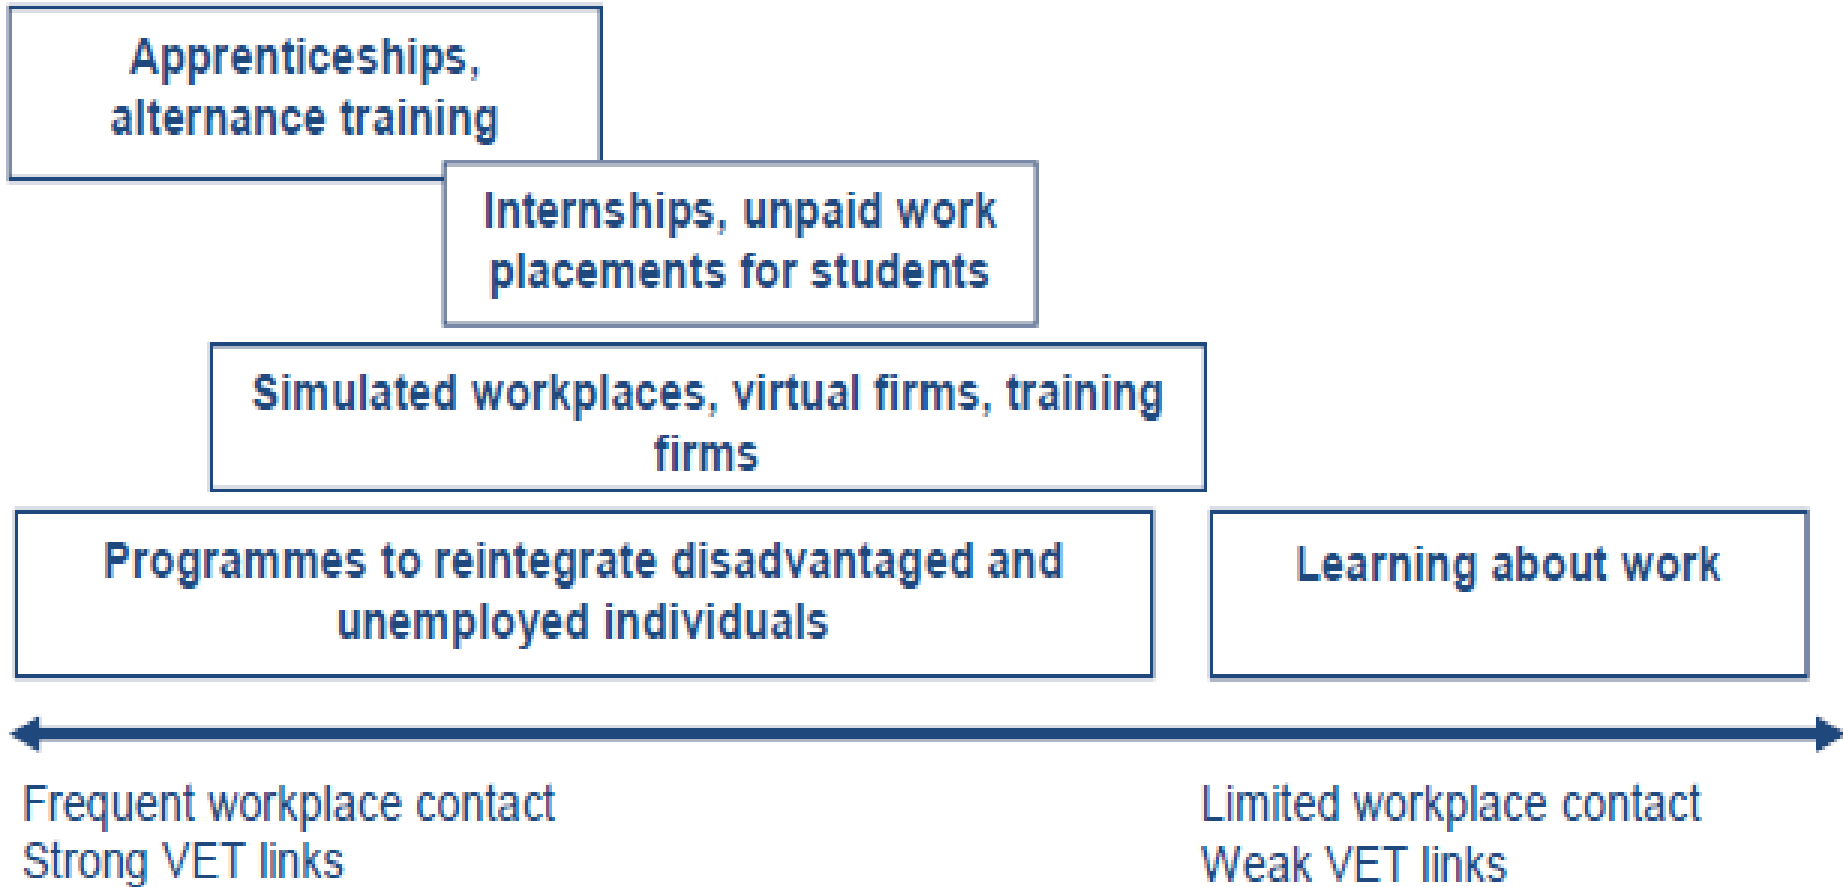 Apprenticeships,
alternance training
Internships, unpaid work
placements for students
Simulated workplaces, virtual firms, training
firms
Programmes to reintegrate disadvantaged and
unemployed individuals
Learning about work
Frequent workplace contact
Strong VET links
Limited workplace contact
Weak VET links